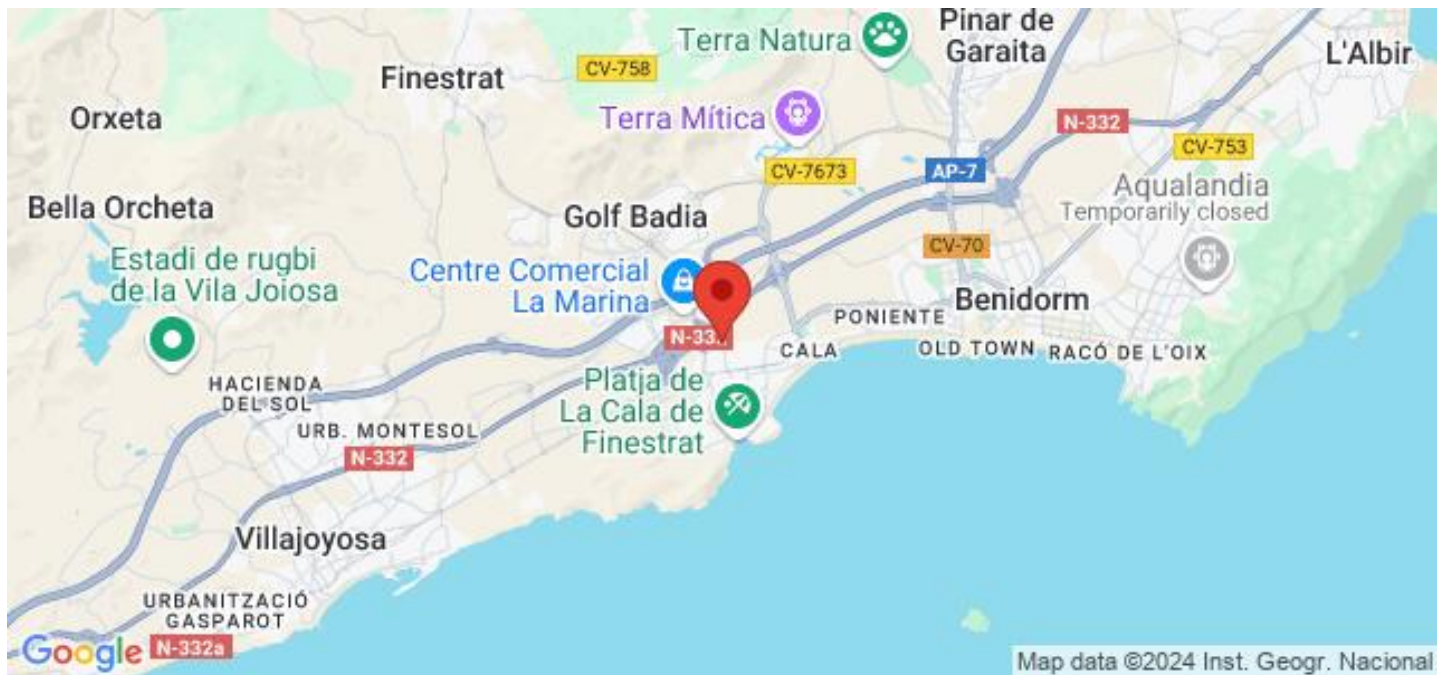 Pinar de
Garaita
Terra Natura
L'Albir
Finestrat
CV-758
Orxeta
Terra Mítica
N-332
CV-753
CV-7673
AP-7
Aqualandia
Temporarily closed
Bella Orcheta
Golf Badia
CV-70
Estadi de rugbi
de la Vila Joiosa
Centre Comercial
La Marina
Benidorm
PONIENTE
CALA
OLD TOWN
RACÓ DE L'OIX
HACIENDA
DEL SOL
Platja de
La Cala de
Finestrat
URB. MONTESOL
N-332
Villajoyosa
URBANITZACIÓ
GASPAROT
N-332a
Google
Map data ©2024 Inst. Geogr. Nacional